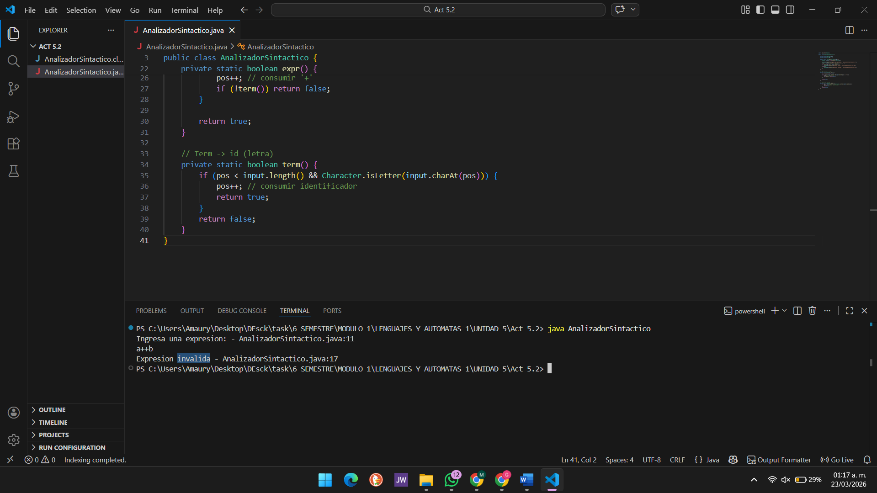 File Edit Selection View Go Run Terminal Help
Act 5.2
EXPLORER
ACT 5.2
AnalizadorSintactico.cl...
AnalizadorSintactico.ja...
AnalizadorSintactico.java
AnalizadorSintactico.java > AnalizadorSintactico
3 public class AnalizadorSintactico {
22 private static boolean expr() {
26 pos++; // consumir '+'
27 if (!term()) return false;
28 }
29
30 return true;
31 }
32
33 // Term -> id (letra)
34 private static boolean term() {
35 if (pos < input.length() && Character.isLetter(input.charAt(pos))) {
36 pos++; // consumir identificador
37 return true;
38 }
39 return false;
40 }
41 }
PROBLEMS OUTPUT DEBUG CONSOLE TERMINAL PORTS
powershell
PS C:\Users\Amaury\Desktop\DEsck\task\6 SEMESTRE\MODULO 1\LENGUAJES Y AUTOMATAS 1\UNIDAD 5\Act 5.2> java AnalizadorSintactico
Ingresa una expresion: - AnalizadorSintactico.java:11
a++b
Expresion invalida - AnalizadorSintactico.java:17
PS C:\Users\Amaury\Desktop\DEsck\task\6 SEMESTRE\MODULO 1\LENGUAJES Y AUTOMATAS 1\UNIDAD 5\Act 5.2>
OUTLINE
TIMELINE
PROJECTS
RUN CONFIGURATION
0 0 Indexing completed.
Ln 41, Col 2 Spaces: 4 UTF-8 CRLF {} Java Output Formatter Go Live
JW
12
M
W
29%
01:17 a.m.
23/03/2026